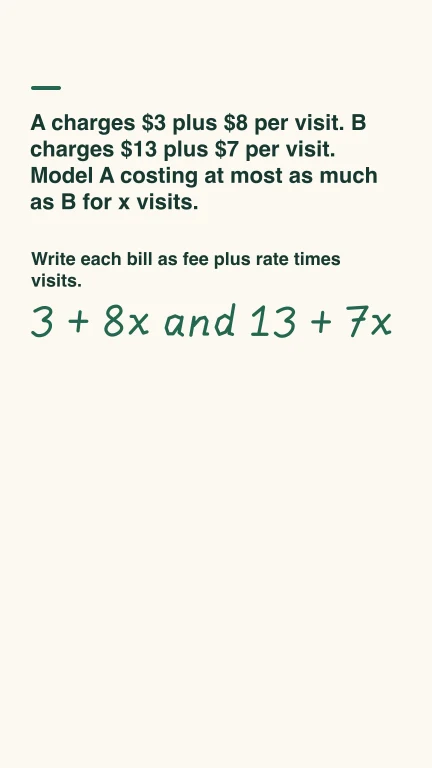 A charges $3 plus $8 per visit. B
charges $13 plus $7 per visit.
Model A costing at most as much
as B for x visits.
Write each bill as fee plus rate times
visits.
3 + 8x and 13 + 7x